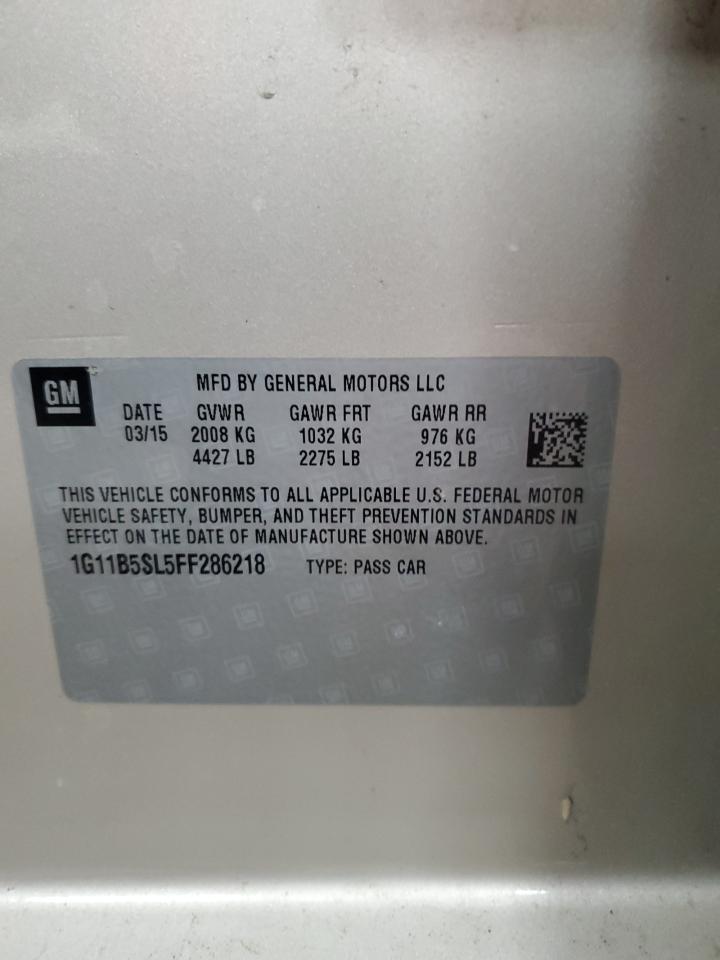 GM
MFD BY GENERAL MOTORS LLC
DATE GVWR GAWR FRT GAWR RR
03/15 2008 KG 1032 KG 976 KG
4427 LB 2275 LB 2152 LB
THIS VEHICLE CONFORMS TO ALL APPLICABLE U.S. FEDERAL MOTOR
VEHICLE SAFETY, BUMPER, AND THEFT PREVENTION STANDARDS IN
EFFECT ON THE DATE OF MANUFACTURE SHOWN ABOVE.
1G11B5SL5FF286218 TYPE: PASS CAR